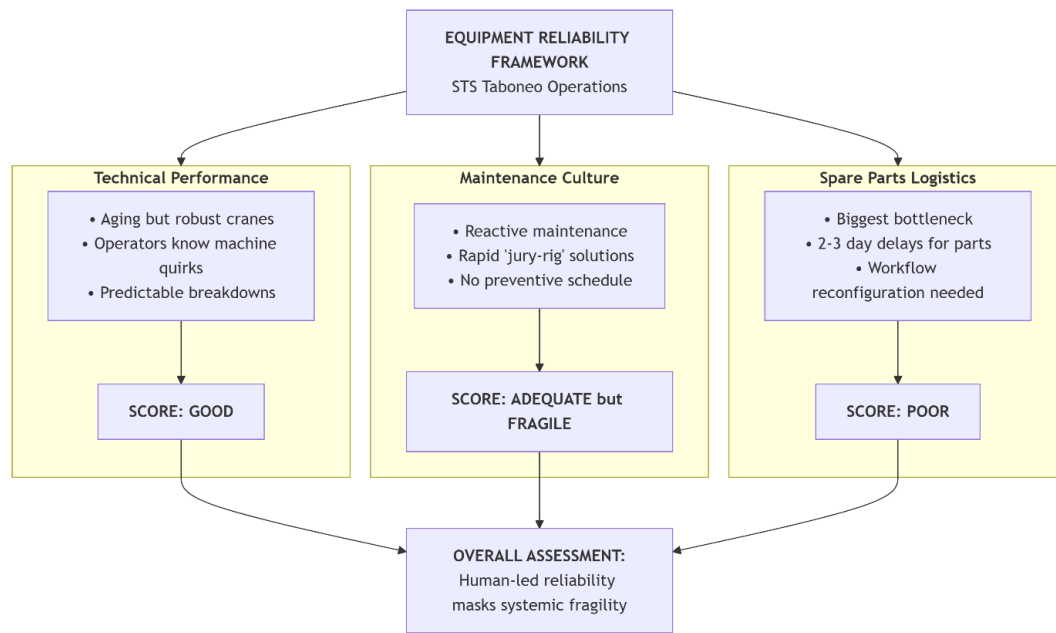 EQUIPMENT RELIABILITY
FRAMEWORK
STS Taboneo Operations
Technical Performance
• Aging but robust cranes
• Operators know machine
quirks
• Predictable breakdowns
SCORE: GOOD
Maintenance Culture
• Reactive maintenance
• Rapid 'jury-rig' solutions
• No preventive schedule
SCORE: ADEQUATE but
FRAGILE
Spare Parts Logistics
• Biggest bottleneck
• 2-3 day delays for parts
• Workflow
reconfiguration needed
SCORE: POOR
OVERALL ASSESSMENT:
Human-led reliability
masks systemic fragility